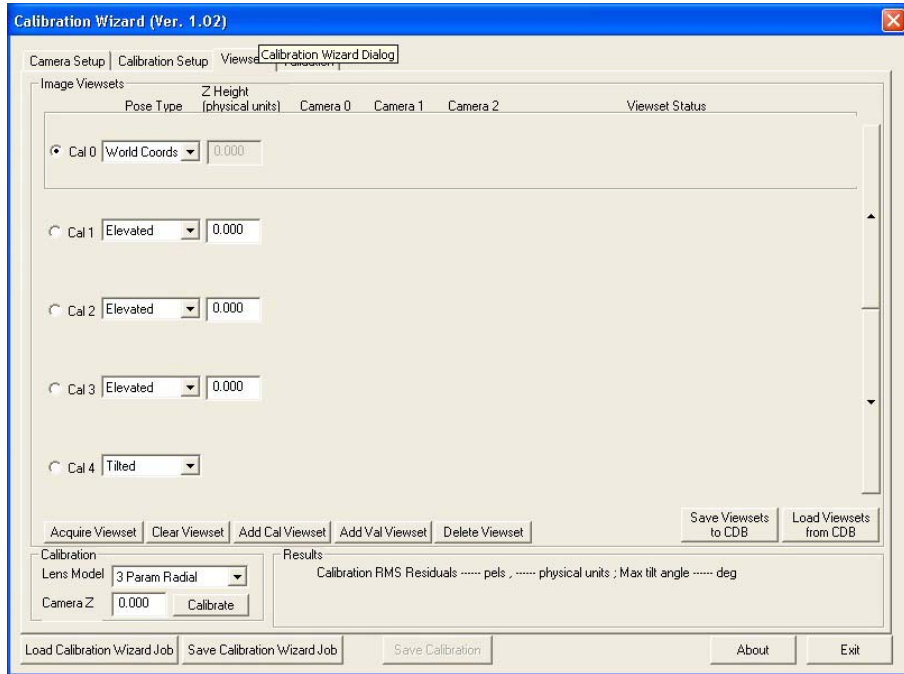 Calibration Wizard (Ver. 1.02)
Camera Setup Calibration Setup Viewse
Calibration Wizard Dialog
Image Viewsets
Pose Type Z Height (physical units) Camera 0 Camera 1 Camera 2 Viewset Status
Cal 0 World Coords 0.000
Cal 1 Elevated 0.000
Cal 2 Elevated 0.000
Cal 3 Elevated 0.000
Cal 4 Tilted
Acquire Viewset Clear Viewset Add Cal Viewset Add Val Viewset Delete Viewset Save Viewsets to CDB Load Viewsets from CDB
Calibration
Lens Model 3 Param Radial
Camera Z 0.000 Calibrate
Results
Calibration RMS Residuals ------ pels , ------ physical units ; Max tilt angle ------ deg
Load Calibration Wizard Job Save Calibration Wizard Job Save Calibration About Exit